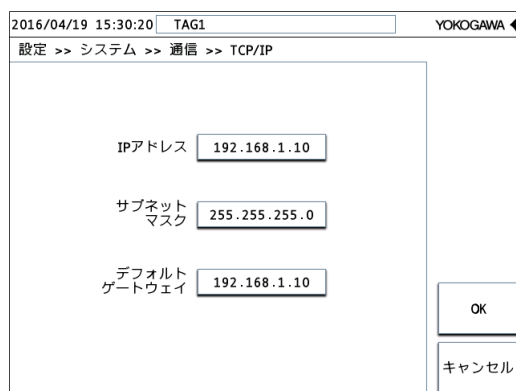 2016/04/19 15:30:20 TAG1 YOKOGAWA
設定 >> システム >> 通信 >> TCP/IP
IPアドレス 192.168.1.10
サブネット
マスク 255.255.255.0
デフォルト
ゲートウェイ 192.168.1.10
OK
キャンセル